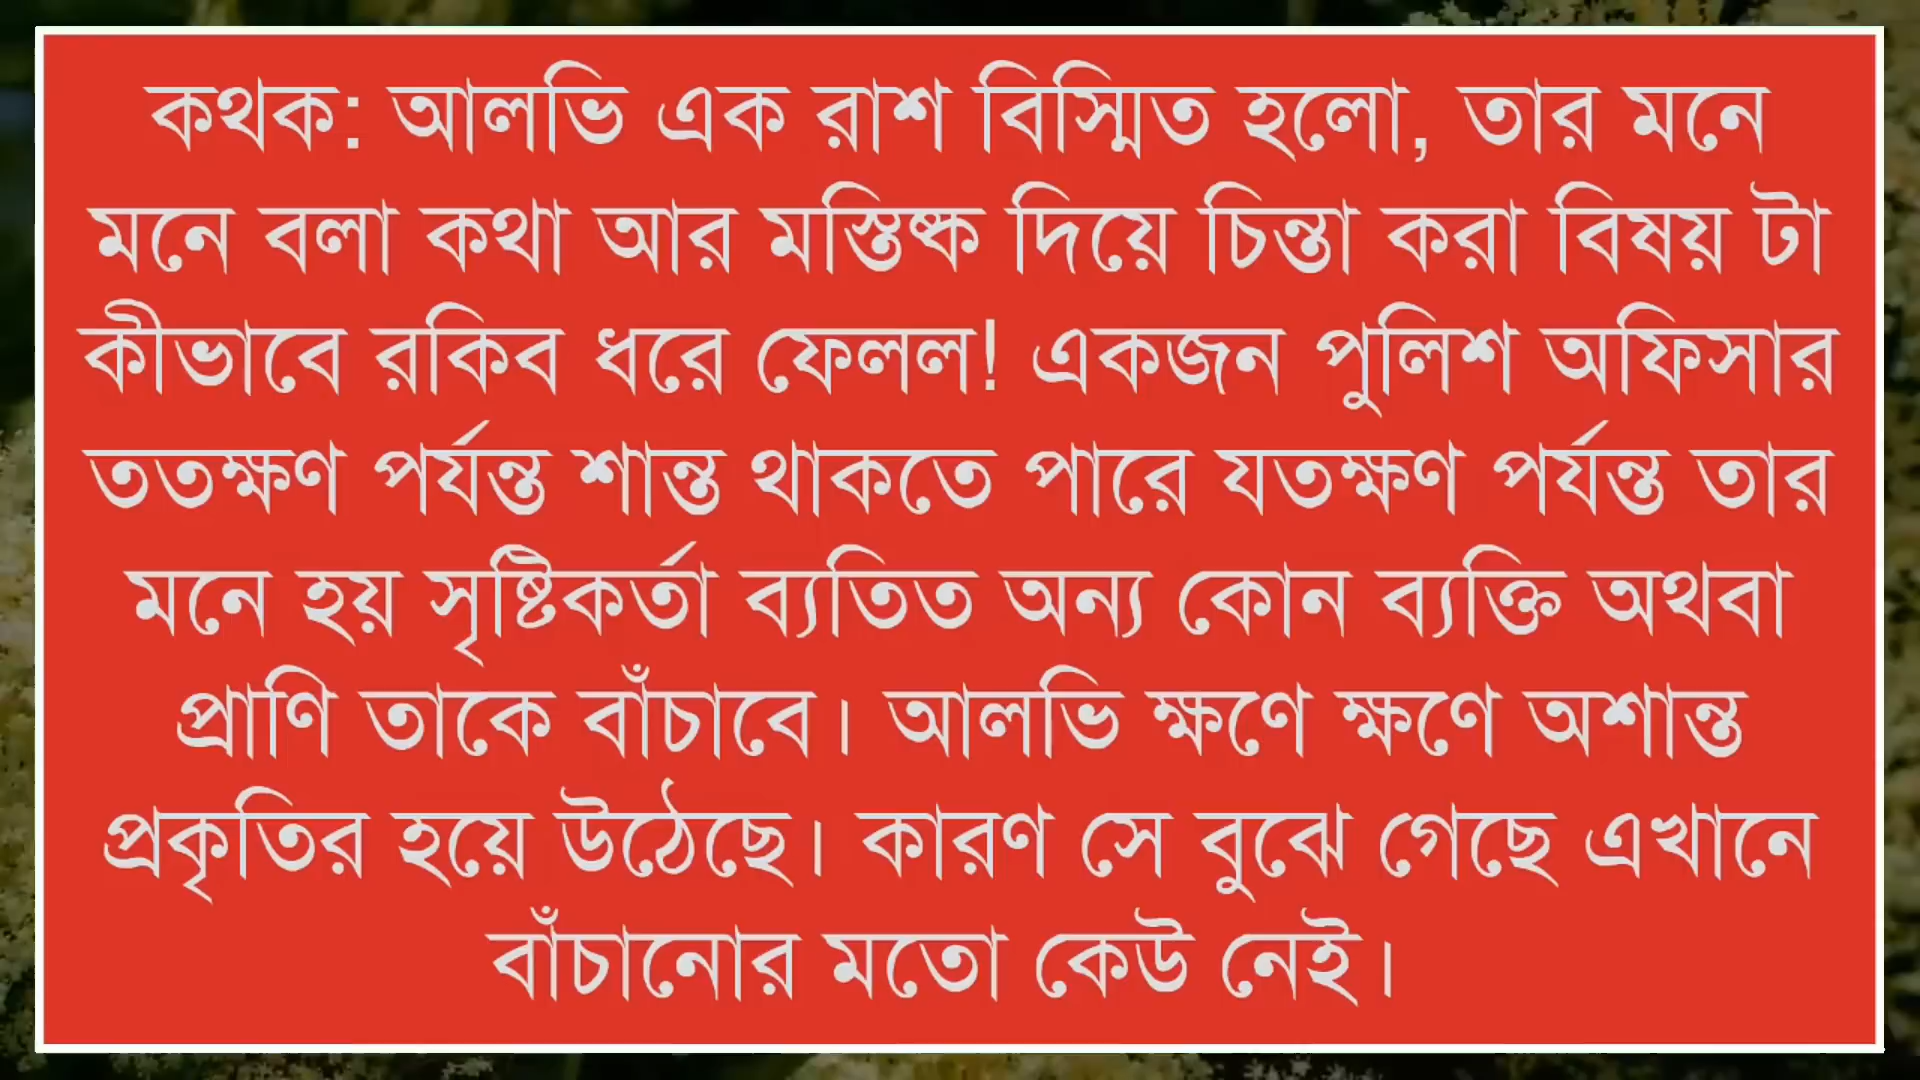 কথক: আলভি এক রাশ বিস্মিত হলো, তার মনে
মনে বলা কথা আর মস্তিষ্ক দিয়ে চিন্তা করা বিষয় টা
কীভাবে রকিব ধরে ফেলল! একজন পুলিশ অফিসার
ততক্ষণ পর্যন্ত শান্ত থাকতে পারে যতক্ষণ পর্যন্ত তার
মনে হয় সৃষ্টিকর্তা ব্যতিত অন্য কোন ব্যক্তি অথবা
প্রাণি তাকে বাঁচাবে। আলভি ক্ষণে ক্ষণে অশান্ত
প্রকৃতির হয়ে উঠেছে। কারণ সে বুঝে গেছে এখানে
বাঁচানোর মতো কেউ নেই।